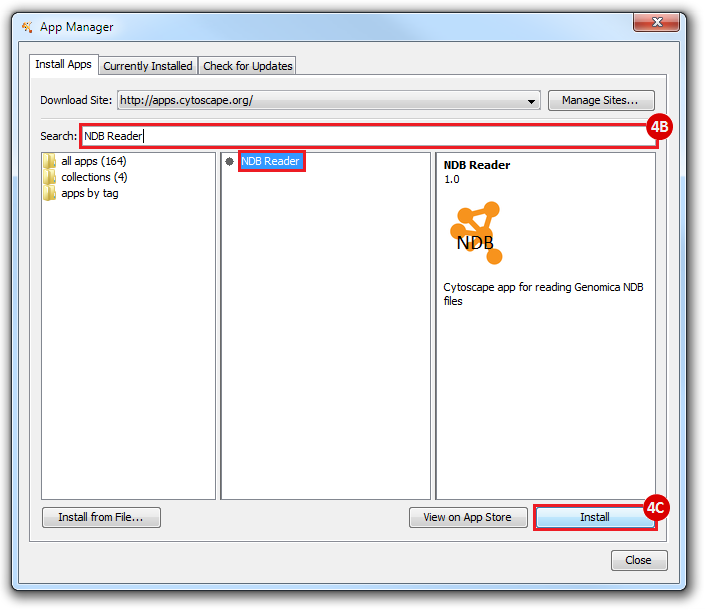 App Manager
x
Install Apps
Currently Installed
Check for Updates
Download Site:
http://apps.cytoscape.org/
Manage Sites...
4B
Search:
NDB Reader
all apps (164)
collections (4)
apps by tag
NDB Reader
NDB Reader
1.0
NDB
Cytoscape app for reading Genomica NDB
files
Install from File...
View on App Store
4C
Install
Close